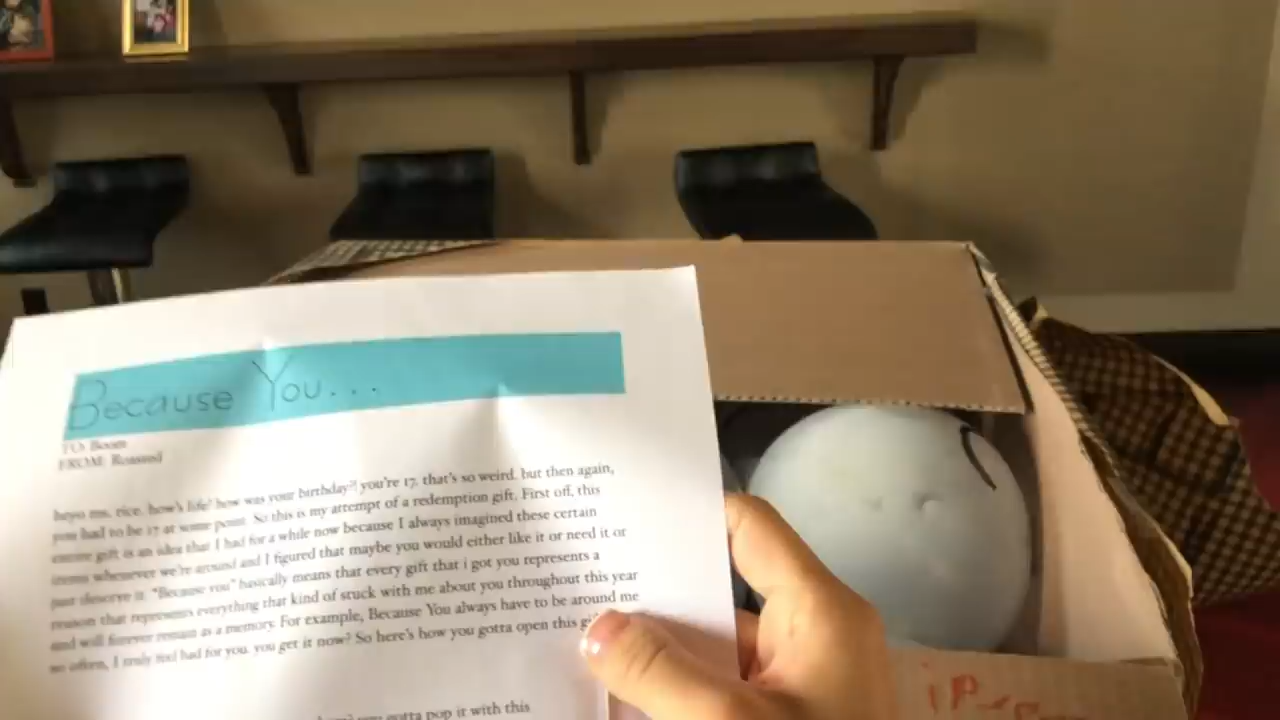 Because You...
TO: Boom
FROM: Roasted
heyo ms. rice. how's life? how was your birthday?! you're 17. that's so weird. but then again,
you had to be 17 at some point. So this is my attempt of a redemption gift. First off, this
entire gift is an idea that I had for a while now because I always imagined these certain
items whenever we're around and I figured that maybe you would either like it or need it or
just deserve it. "Because you" basically means that every gift that i got you represents a
reason that represents everything that kind of stuck with me about you throughout this year
and will forever remain as a memory. For example, Because You always have to be around me
so often, I truly feel bad for you. you get it now? So here's how you gotta open this
you gotta pop it with this